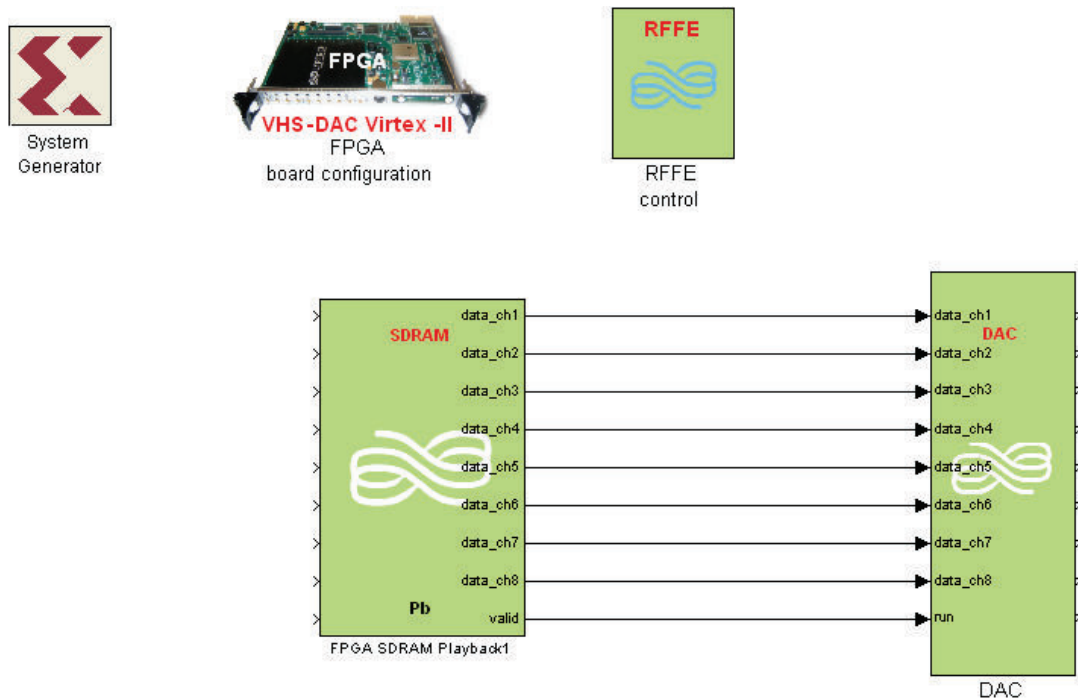 System
Generator
FPGA
VHS-DAC Virtex -II
FPGA
board configuration
RFFE
RFFE
control
SDRAM
data_ch1
data_ch2
data_ch3
data_ch4
data_ch5
data_ch6
data_ch7
data_ch8
Pb
valid
FPGA SDRAM Playback1
data_ch1
DAC
data_ch2
data_ch3
data_ch4
data_ch5
data_ch6
data_ch7
data_ch8
run
DAC